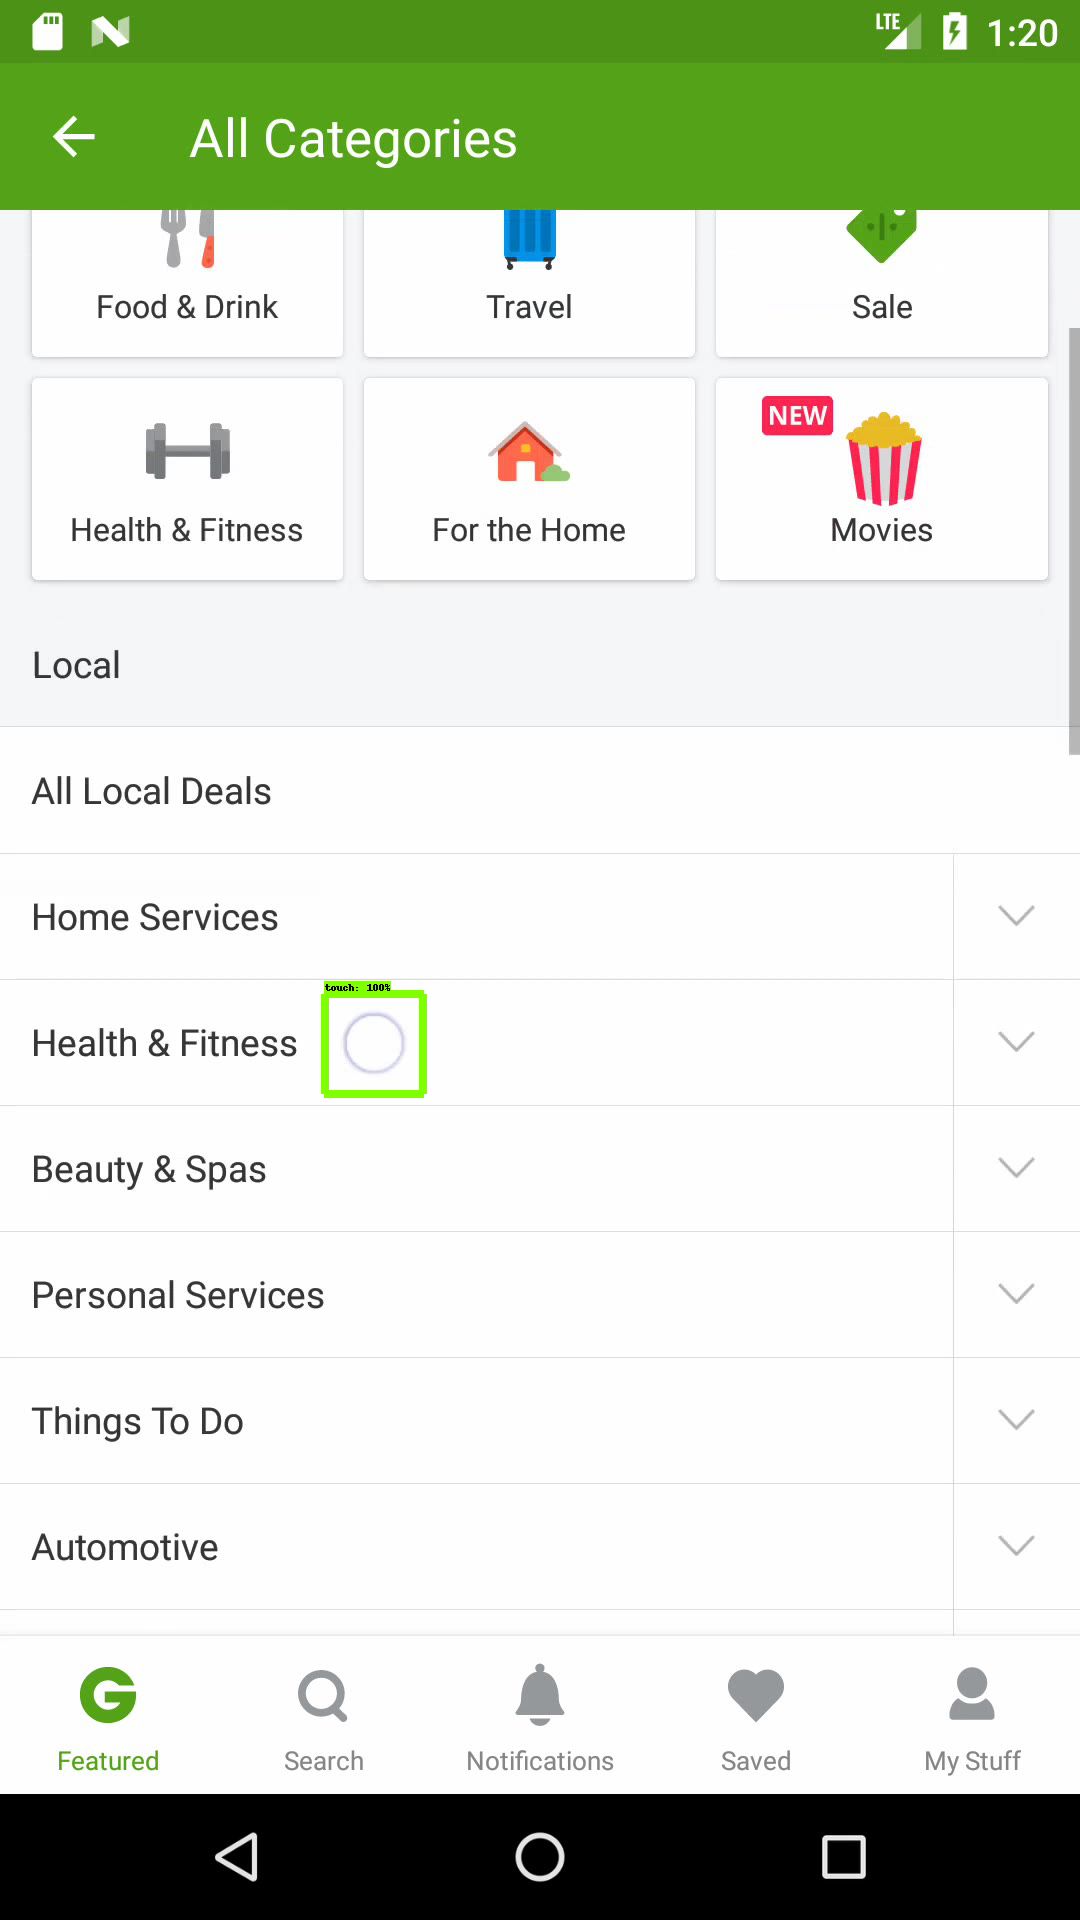 LTE 1:20
All Categories
Food & Drink Travel Sale
NEW
Health & Fitness For the Home Movies
Local
All Local Deals
Home Services
touch: 100%
Health & Fitness
Beauty & Spas
Personal Services
Things To Do
Automotive
Featured Search Notifications Saved My Stuff